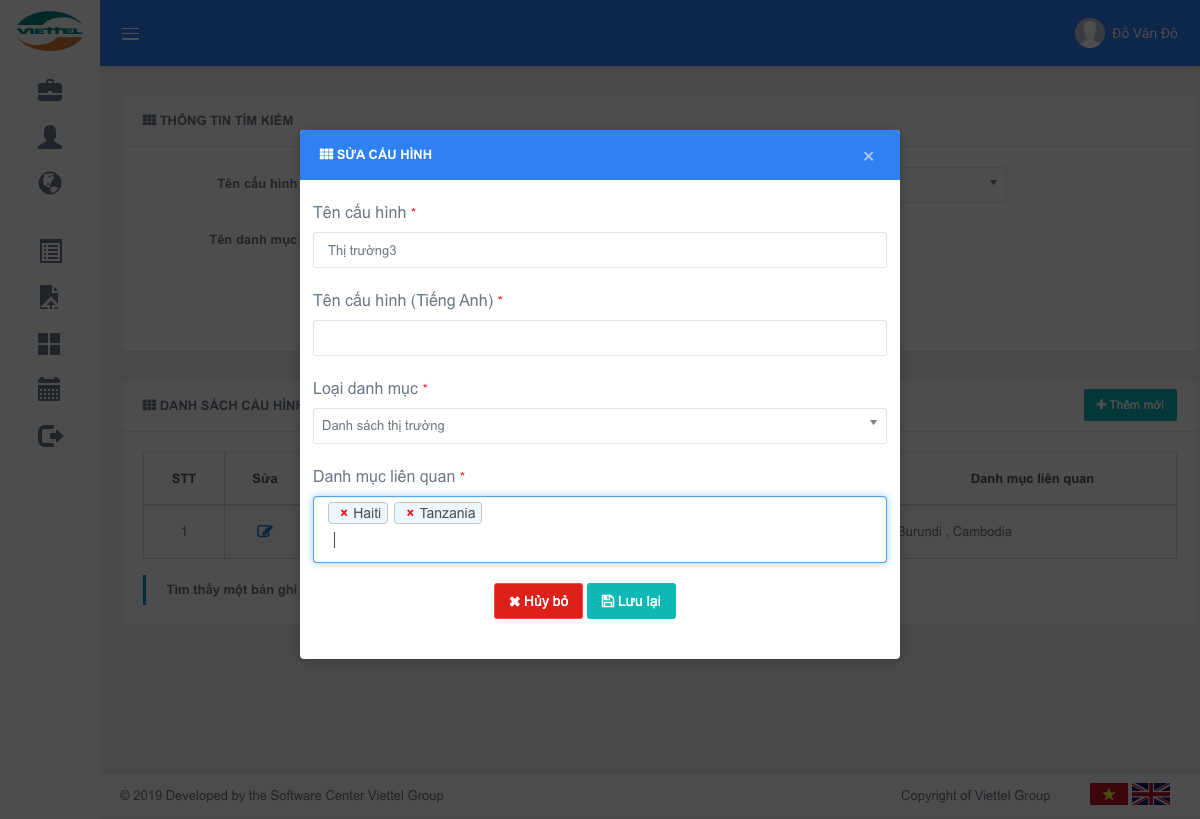 VIETTEL
Đỗ Văn Đô
THÔNG TIN TÌM KIẾM
Tên cấu hình
Tên danh mục
SỬA CẤU HÌNH
×
Tên cấu hình *
Thị trường3
Tên cấu hình (Tiếng Anh) *
Loại danh mục *
Danh sách thị trường
Danh mục liên quan *
× Haiti × Tanzania
Hủy bỏ Lưu lại
DANH SÁCH CẤU HÌNH
Thêm mới
STT Sửa Danh mục liên quan
1 Burundi , Cambodia
Tìm thấy một bản ghi
© 2019 Developed by the Software Center Viettel Group
Copyright of Viettel Group